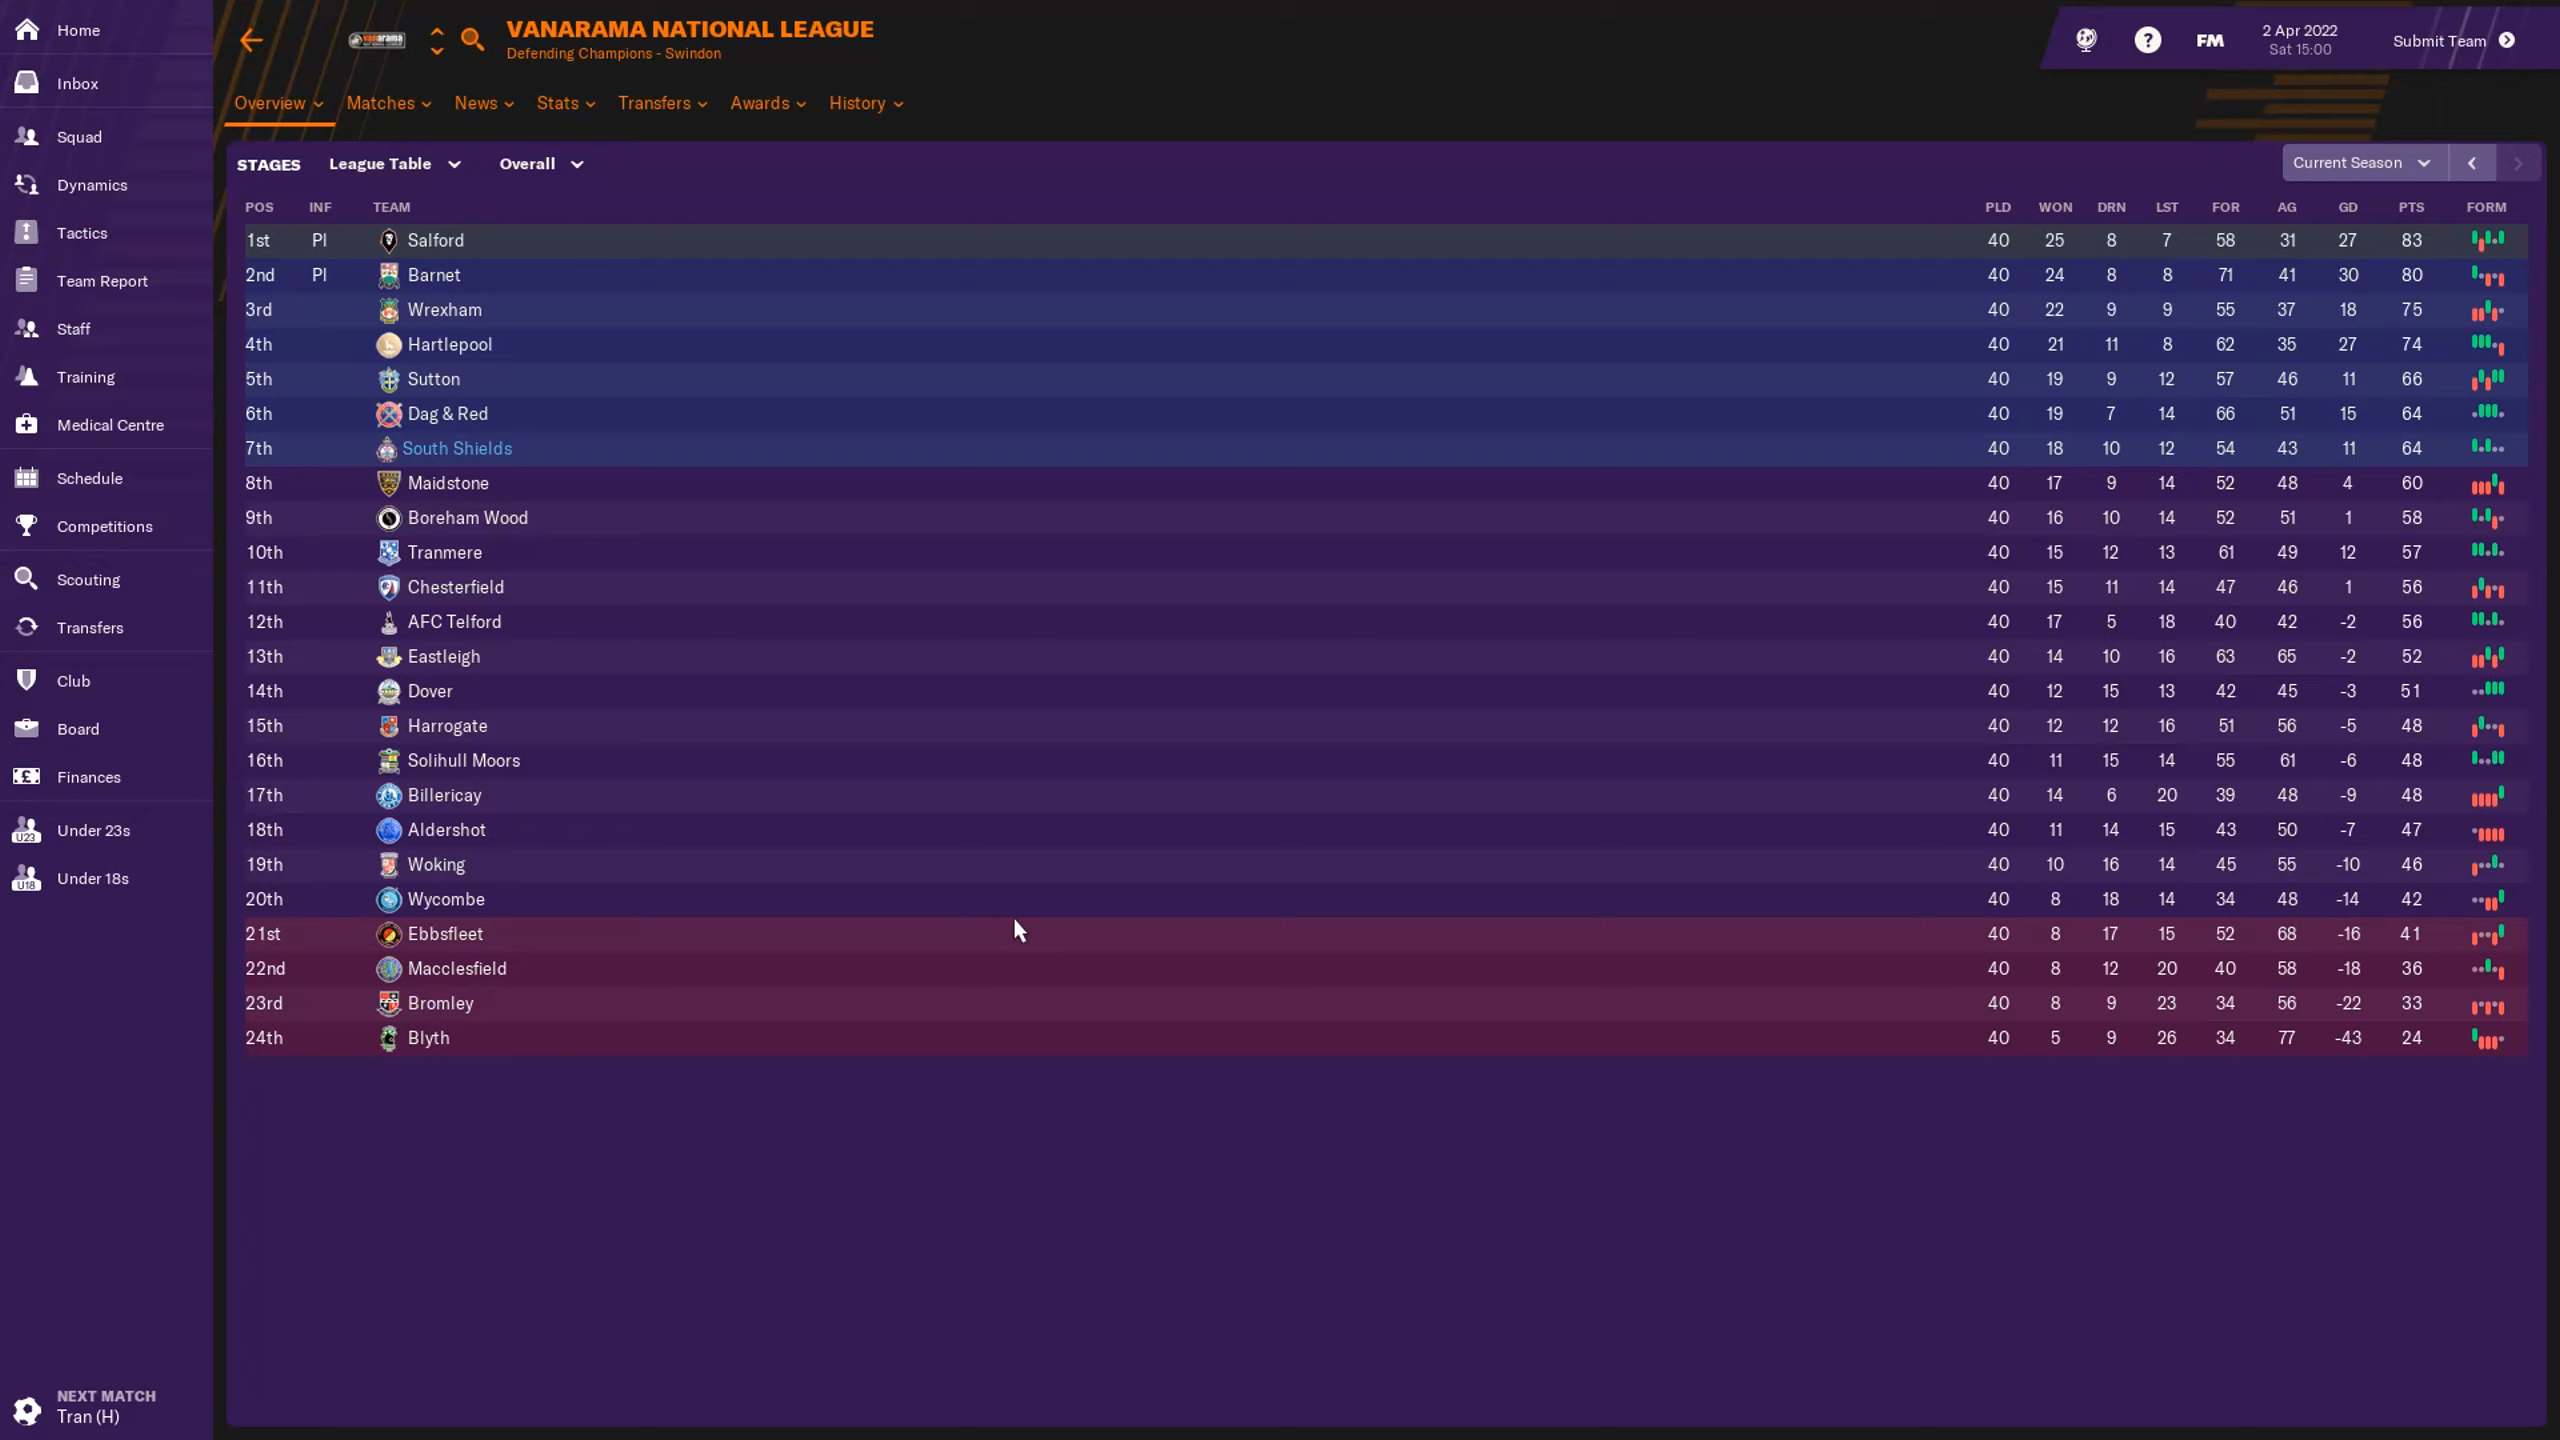 Home
Inbox
Squad
Dynamics
Tactics
Team Report
Staff
Training
Medical Centre
Schedule
Competitions
Scouting
Transfers
Club
Board
Finances
U23 Under 23s
U18 Under 18s
NEXT MATCH
Tran (H)
VANARAMA NATIONAL LEAGUE
Defending Champions - Swindon
FM
2 Apr 2022
Sat 15:00
Submit Team
Overview Matches News Stats Transfers Awards History
STAGES League Table Overall Current Season
POS INF TEAM PLD WON DRN LST FOR AG GD PTS FORM
1st Pl Salford 40 25 8 7 58 31 27 83
2nd Pl Barnet 40 24 8 8 71 41 30 80
3rd Wrexham 40 22 9 9 55 37 18 75
4th Hartlepool 40 21 11 8 62 35 27 74
5th Sutton 40 19 9 12 57 46 11 66
6th Dag & Red 40 19 7 14 66 51 15 64
7th South Shields 40 18 10 12 54 43 11 64
8th Maidstone 40 17 9 14 52 48 4 60
9th Boreham Wood 40 16 10 14 52 51 1 58
10th Tranmere 40 15 12 13 61 49 12 57
11th Chesterfield 40 15 11 14 47 46 1 56
12th AFC Telford 40 17 5 18 40 42 -2 56
13th Eastleigh 40 14 10 16 63 65 -2 52
14th Dover 40 12 15 13 42 45 -3 51
15th Harrogate 40 12 12 16 51 56 -5 48
16th Solihull Moors 40 11 15 14 55 61 -6 48
17th Billericay 40 14 6 20 39 48 -9 48
18th Aldershot 40 11 14 15 43 50 -7 47
19th Woking 40 10 16 14 45 55 -10 46
20th Wycombe 40 8 18 14 34 48 -14 42
21st Ebbsfleet 40 8 17 15 52 68 -16 41
22nd Macclesfield 40 8 12 20 40 58 -18 36
23rd Bromley 40 8 9 23 34 56 -22 33
24th Blyth 40 5 9 26 34 77 -43 24